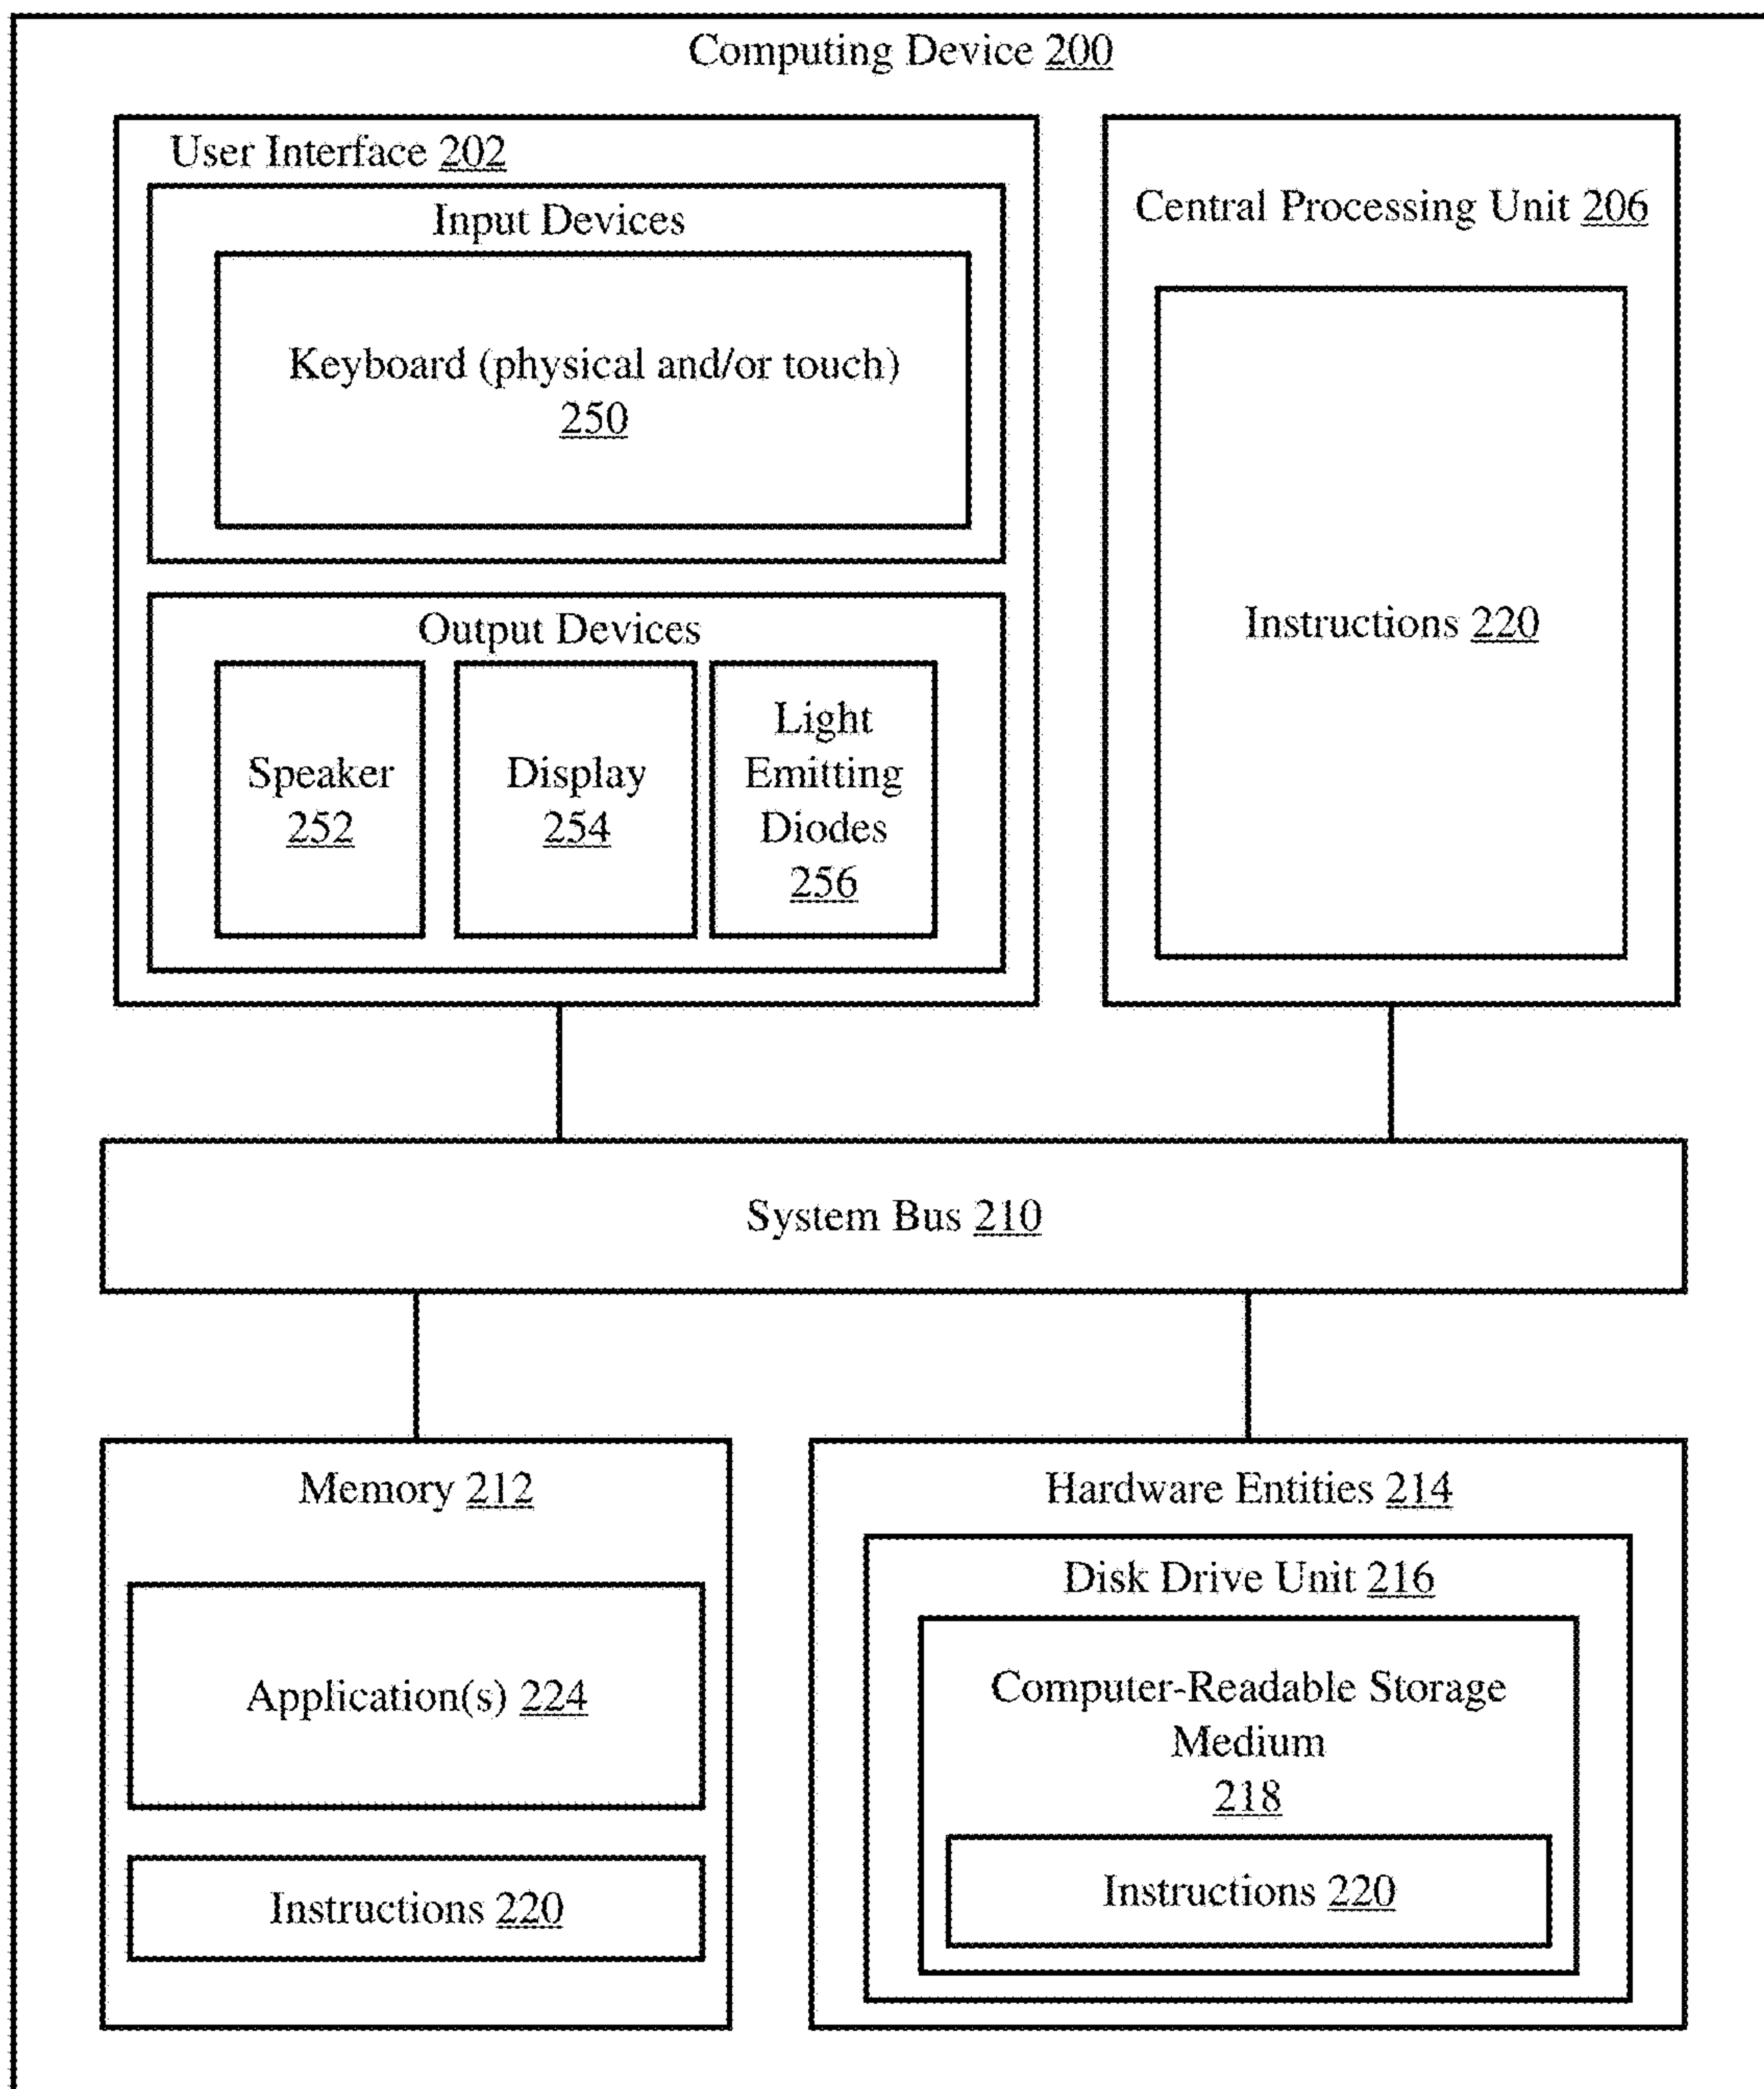 Computing Device 200
User Interface 202
Input Devices
Keyboard (physical and/or touch)
250
Output Devices
Speaker
252
Display
254
Light
Emitting
Diodes
256
Central Processing Unit 206
Instructions 220
System Bus 210
Memory 212
Application(s) 224
Instructions 220
Hardware Entities 214
Disk Drive Unit 216
Computer-Readable Storage
Medium
218
Instructions 220